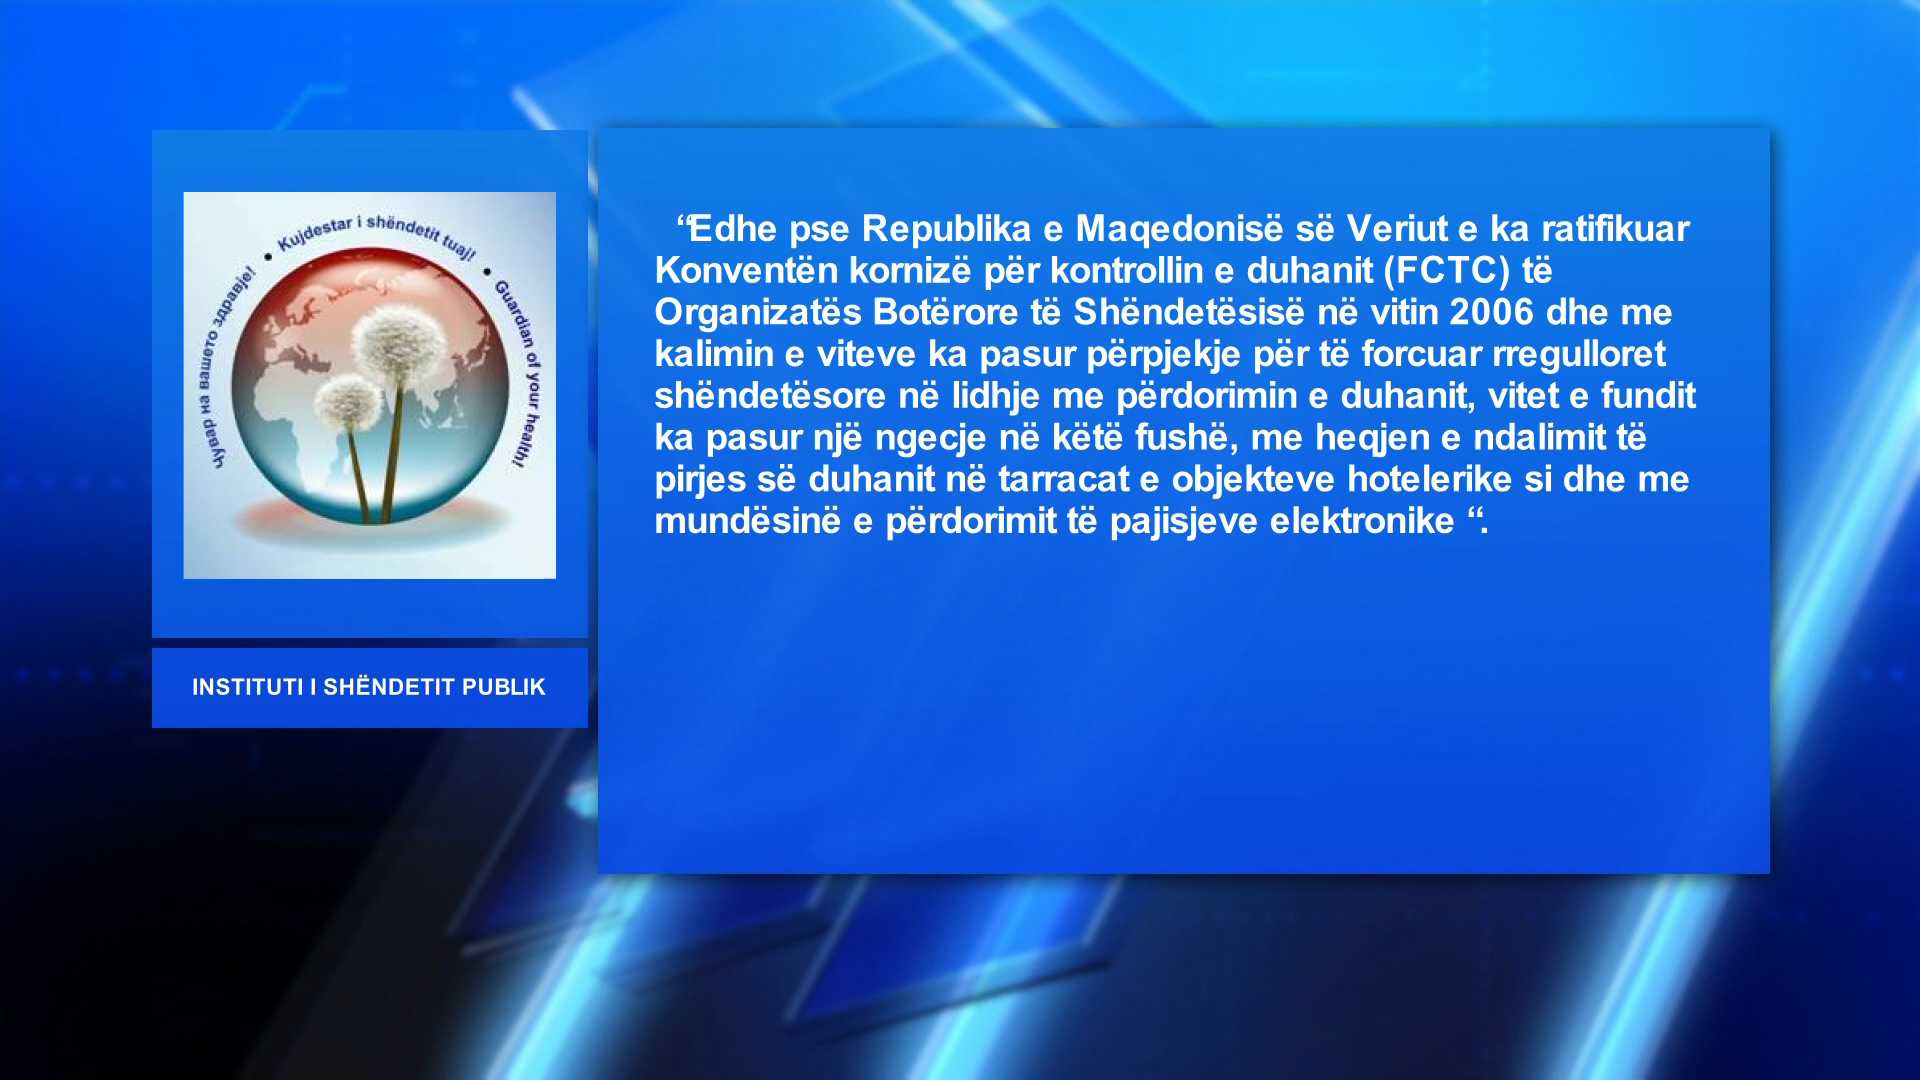 Чувар на вашето здравје! • Kujdestar i shëndetit tuaj! • Guardian of your health!
INSTITUTI I SHËNDETIT PUBLIK
“Edhe pse Republika e Maqedonisë së Veriut e ka ratifikuar
Konventën kornizë për kontrollin e duhanit (FCTC) të
Organizatës Botërore të Shëndetësisë në vitin 2006 dhe me
kalimin e viteve ka pasur përpjekje për të forcuar rregulloret
shëndetësore në lidhje me përdorimin e duhanit, vitet e fundit
ka pasur një ngecje në këtë fushë, me heqjen e ndalimit të
pirjes së duhanit në tarracat e objekteve hotelerike si dhe me
mundësinë e përdorimit të pajisjeve elektronike “.